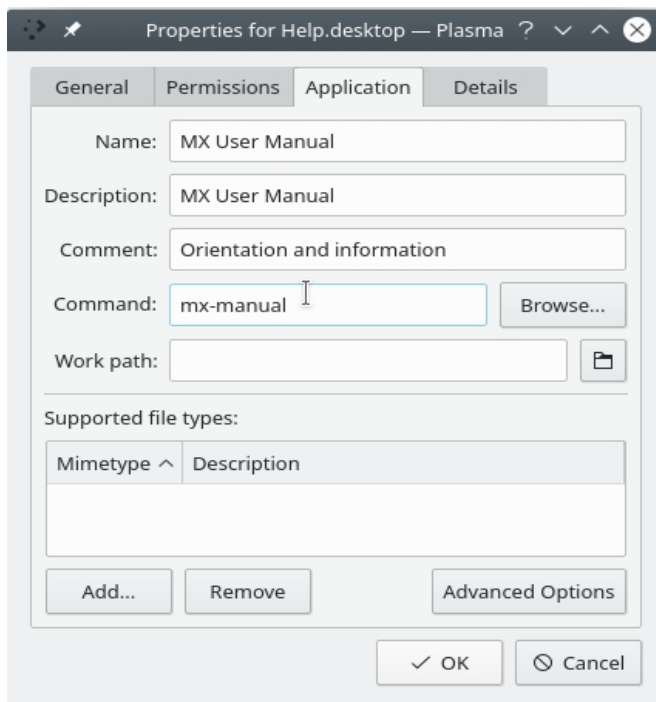 Properties for Help.desktop — Plasma ?
General Permissions Application Details
Name: MX User Manual
Description: MX User Manual
Comment: Orientation and information
Command: mx-manual Browse...
Work path:
Supported file types:
Mimetype Description
Add... Remove Advanced Options
OK Cancel